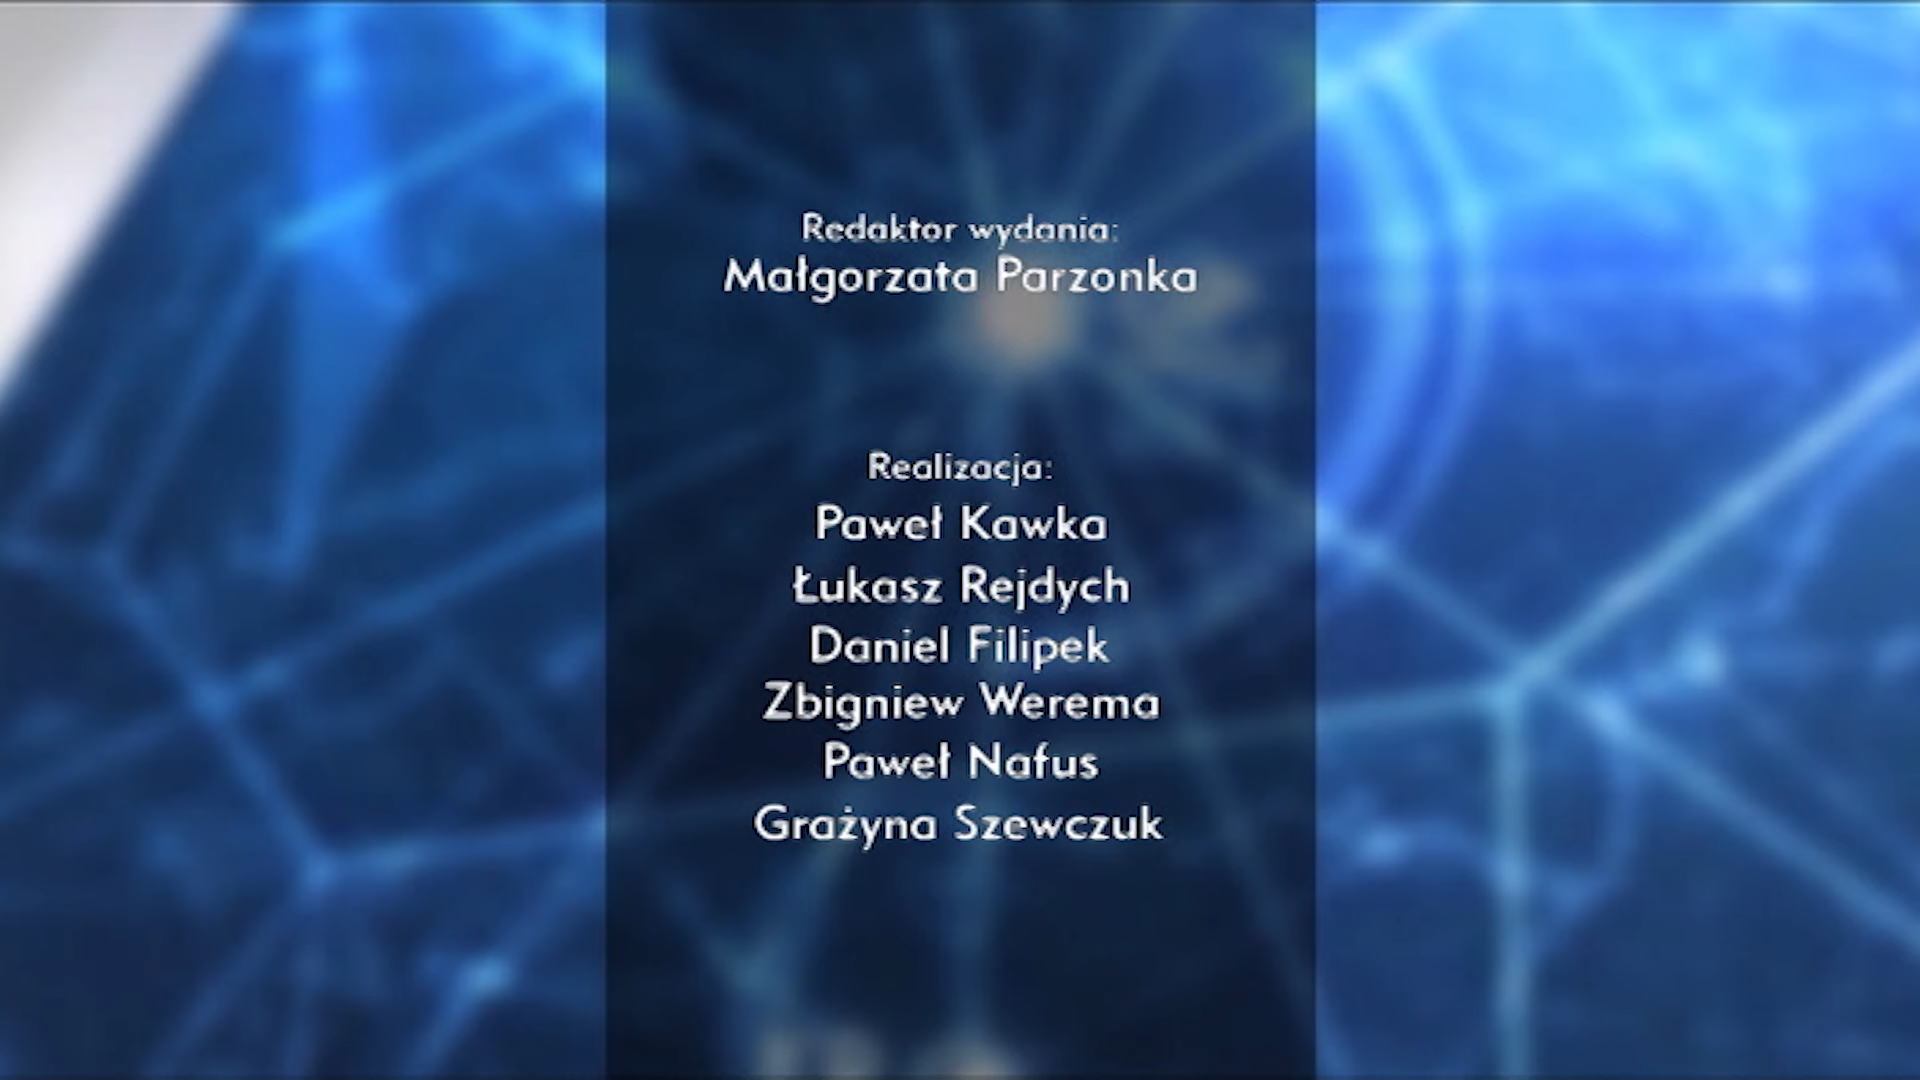 Redaktor wydania:
Małgorzata Parzonka
Realizacja:
Paweł Kawka
Łukasz Rejdych
Daniel Filipek
Zbigniew Werema
Paweł Nafus
Grażyna Szewczuk